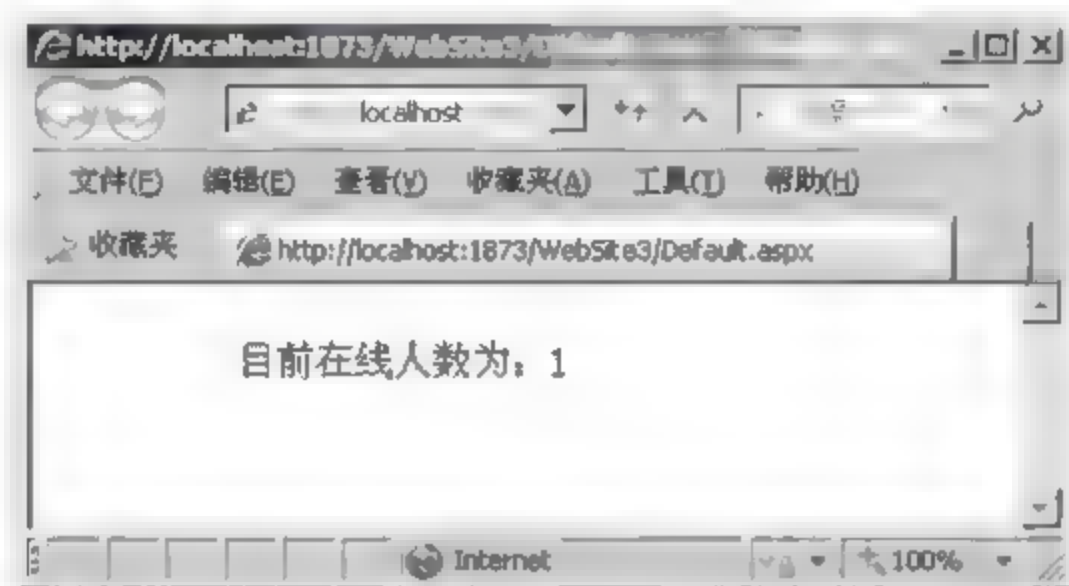 http://localhost:1873/WebSite3/
localhost
文件(F) 编辑(E) 查看(V) 收藏夹(A) 工具(T) 帮助(H)
收藏夹 http://localhost:1873/WebSite3/Default.aspx
目前在线人数为：1
Internet 100%